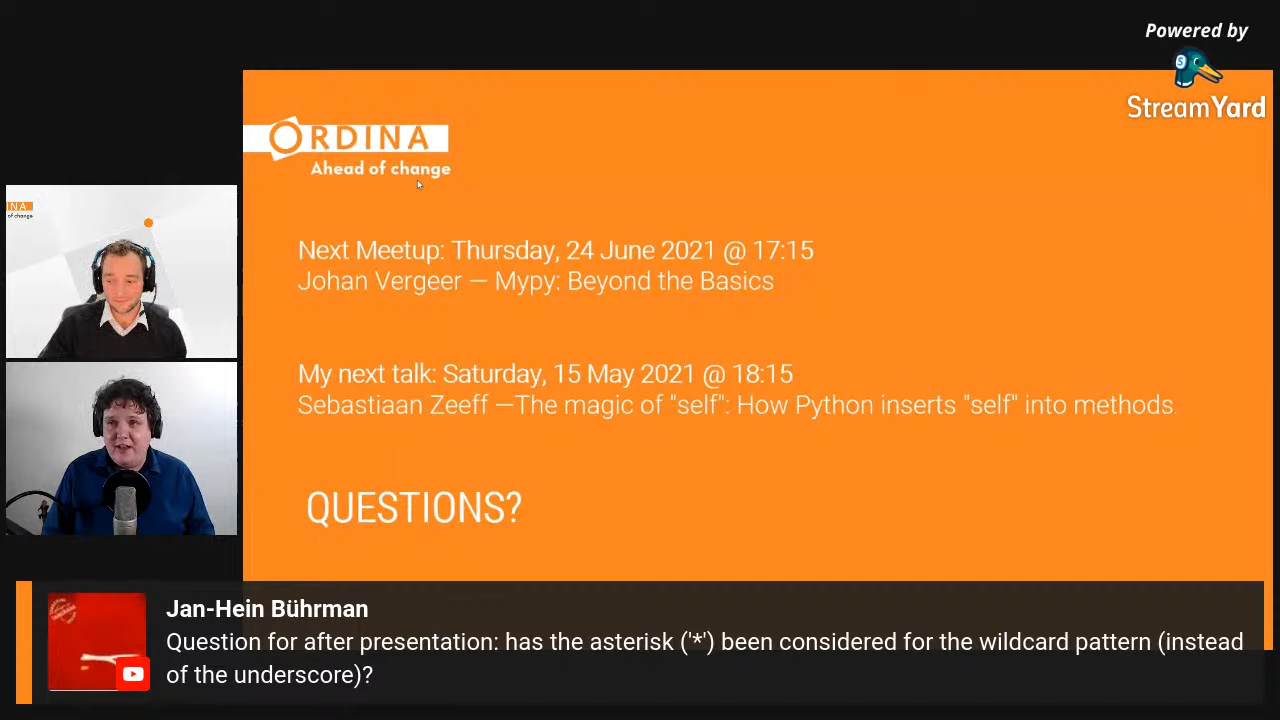 Powered by
StreamYard
ORDINA
Ahead of change
INA
of change
Next Meetup: Thursday, 24 June 2021 @ 17:15
Johan Vergeer — Mypy: Beyond the Basics
My next talk: Saturday, 15 May 2021 @ 18:15
Sebastiaan Zeeff —The magic of "self": How Python inserts "self" into methods.
QUESTIONS?
Jan-Hein Bührman
Question for after presentation: has the asterisk ('*') been considered for the wildcard pattern (instead
of the underscore)?